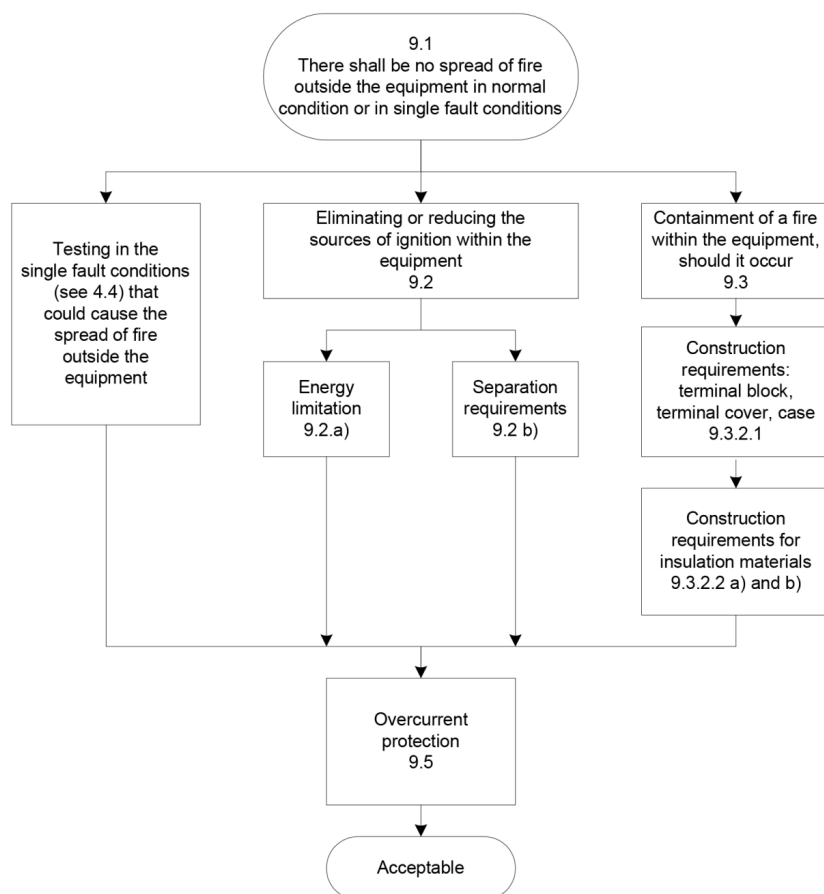 9.1
There shall be no spread of fire
outside the equipment in normal
condition or in single fault conditions
Testing in the
single fault conditions
(see 4.4) that
could cause the
spread of fire
outside the
equipment
Eliminating or reducing the
sources of ignition within the
equipment
9.2
Containment of a fire
within the equipment,
should it occur
9.3
Energy
limitation
9.2.a)
Separation
requirements
9.2 b)
Construction
requirements:
terminal block,
terminal cover, case
9.3.2.1
Construction
requirements for
insulation materials
9.3.2.2 a) and b)
Overcurrent
protection
9.5
Acceptable